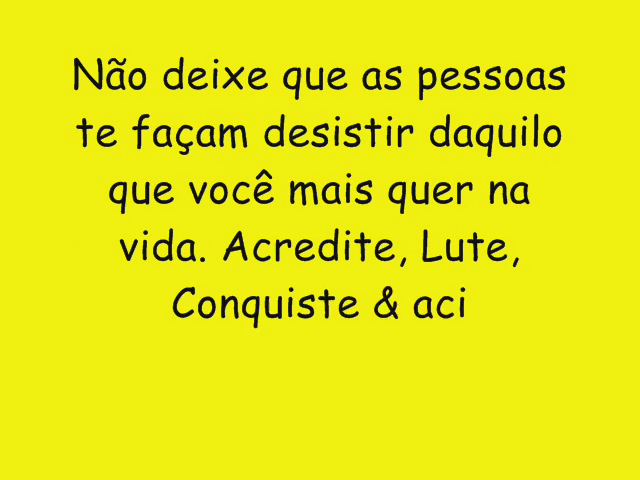 Não deixe que as pessoas
te façam desistir daquilo
que você mais quer na
vida. Acredite, Lute,
Conquiste & aci